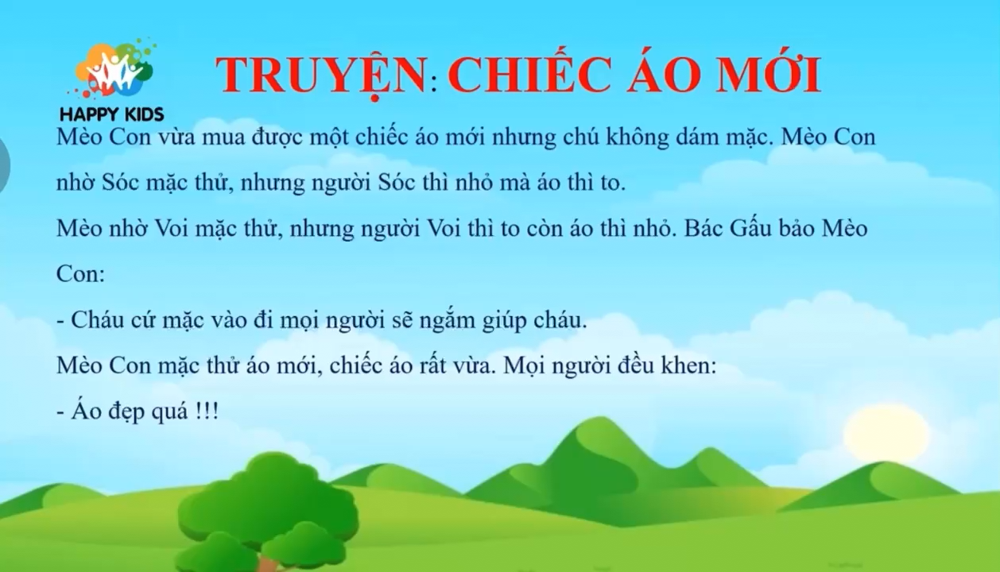 TRUYỆN: CHIẾC ÁO MỚI
HAPPY KIDS
Mèo Con vừa mua được một chiếc áo mới nhưng chú không dám mặc. Mèo Con
nhờ Sóc mặc thử, nhưng người Sóc thì nhỏ mà áo thì to.
Mèo nhờ Voi mặc thử, nhưng người Voi thì to còn áo thì nhỏ. Bác Gấu bảo Mèo
Con:
- Cháu cứ mặc vào đi mọi người sẽ ngắm giúp cháu.
Mèo Con mặc thử áo mới, chiếc áo rất vừa. Mọi người đều khen:
- Áo đẹp quá !!!